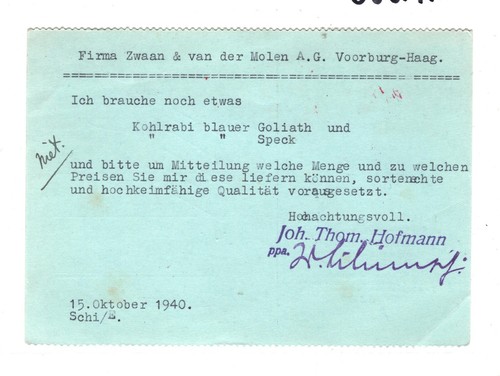 Firma Zwaan & van der Molen A.G. Voorburg-Haag.
Ich brauche noch etwas
Kohlrabi blauer Goliath und
" " Speck
niet.
und bitte um Mitteilung welche Menge und zu welchen
Preisen Sie mir diese liefern können, sortenechte
und hochkeimfähige Qualität vorausgesetzt.
Hochachtungsvoll.
Joh. Thom. Hofmann
ppa.
15.Oktober 1940.
Schi/B.